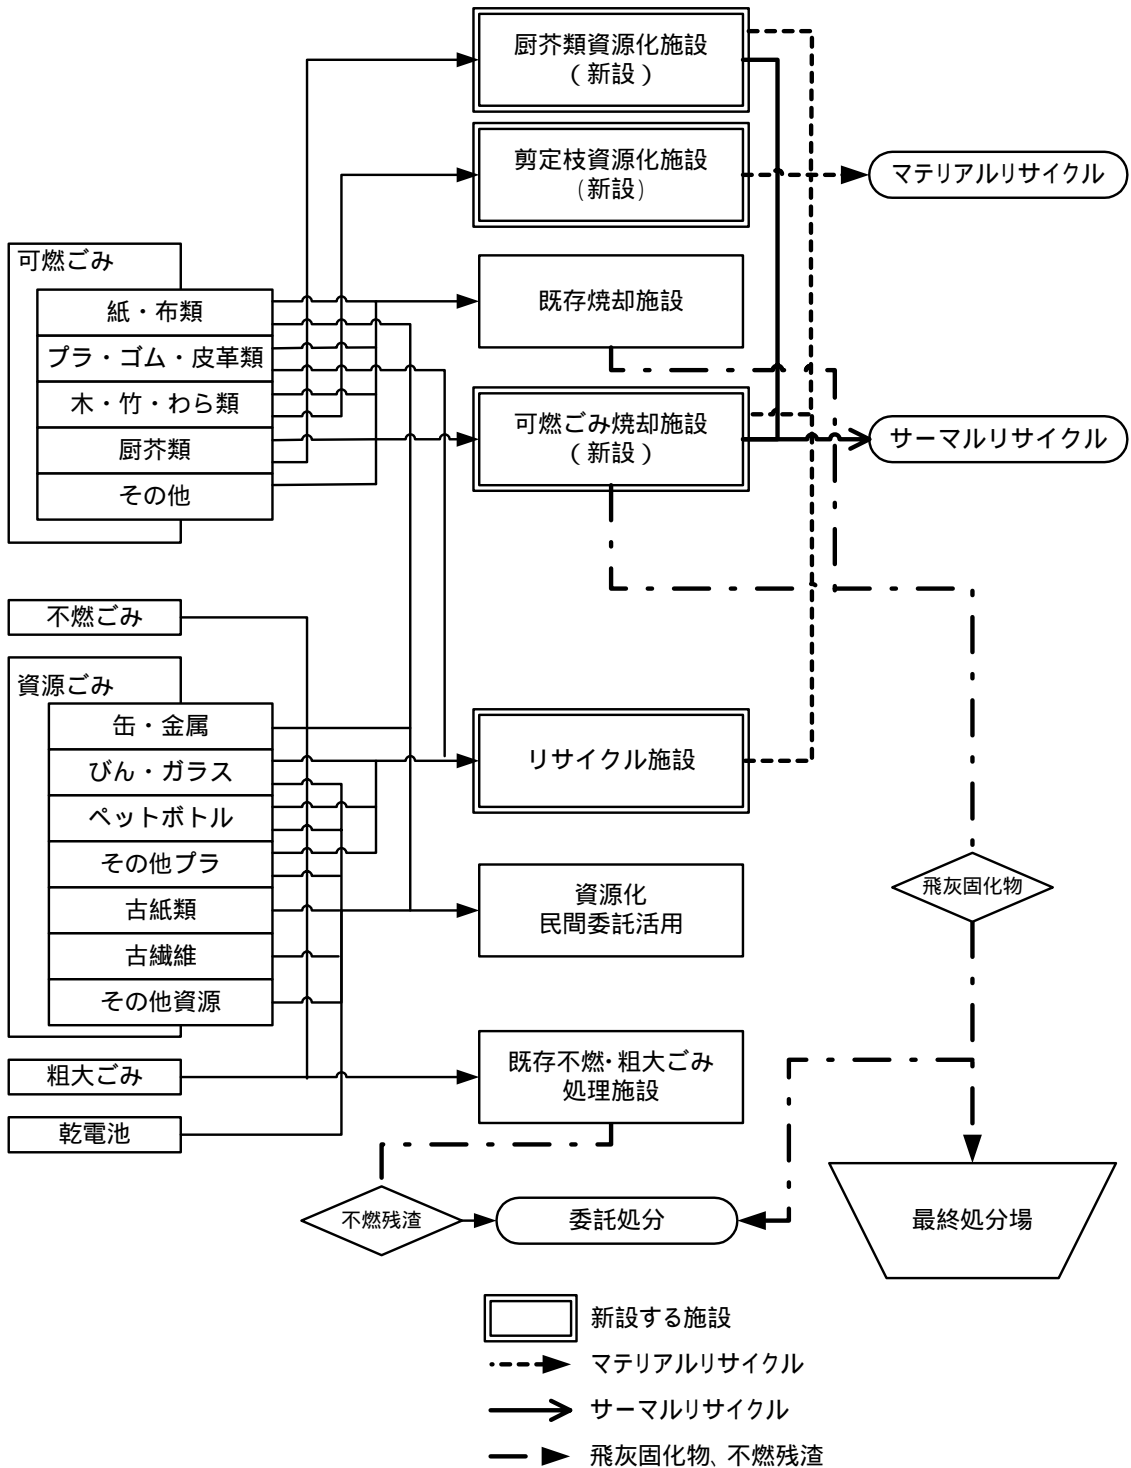 厨芥類資源化施設
（新設）
剪定枝資源化施設
（新設）
マテリアルリサイクル
可燃ごみ
紙・布類
プラ・ゴム・皮革類
木・竹・わら類
厨芥類
その他
既存焼却施設
可燃ごみ焼却施設
（新設）
サーマルリサイクル
不燃ごみ
資源ごみ
缶・金属
びん・ガラス
ペットボトル
その他プラ
古紙類
古繊維
その他資源
リサイクル施設
資源化
民間委託活用
飛灰固化物
粗大ごみ
乾電池
既存不燃・粗大ごみ
処理施設
不燃残渣
委託処分
最終処分場
新設する施設
マテリアルリサイクル
サーマルリサイクル
飛灰固化物、不燃残渣